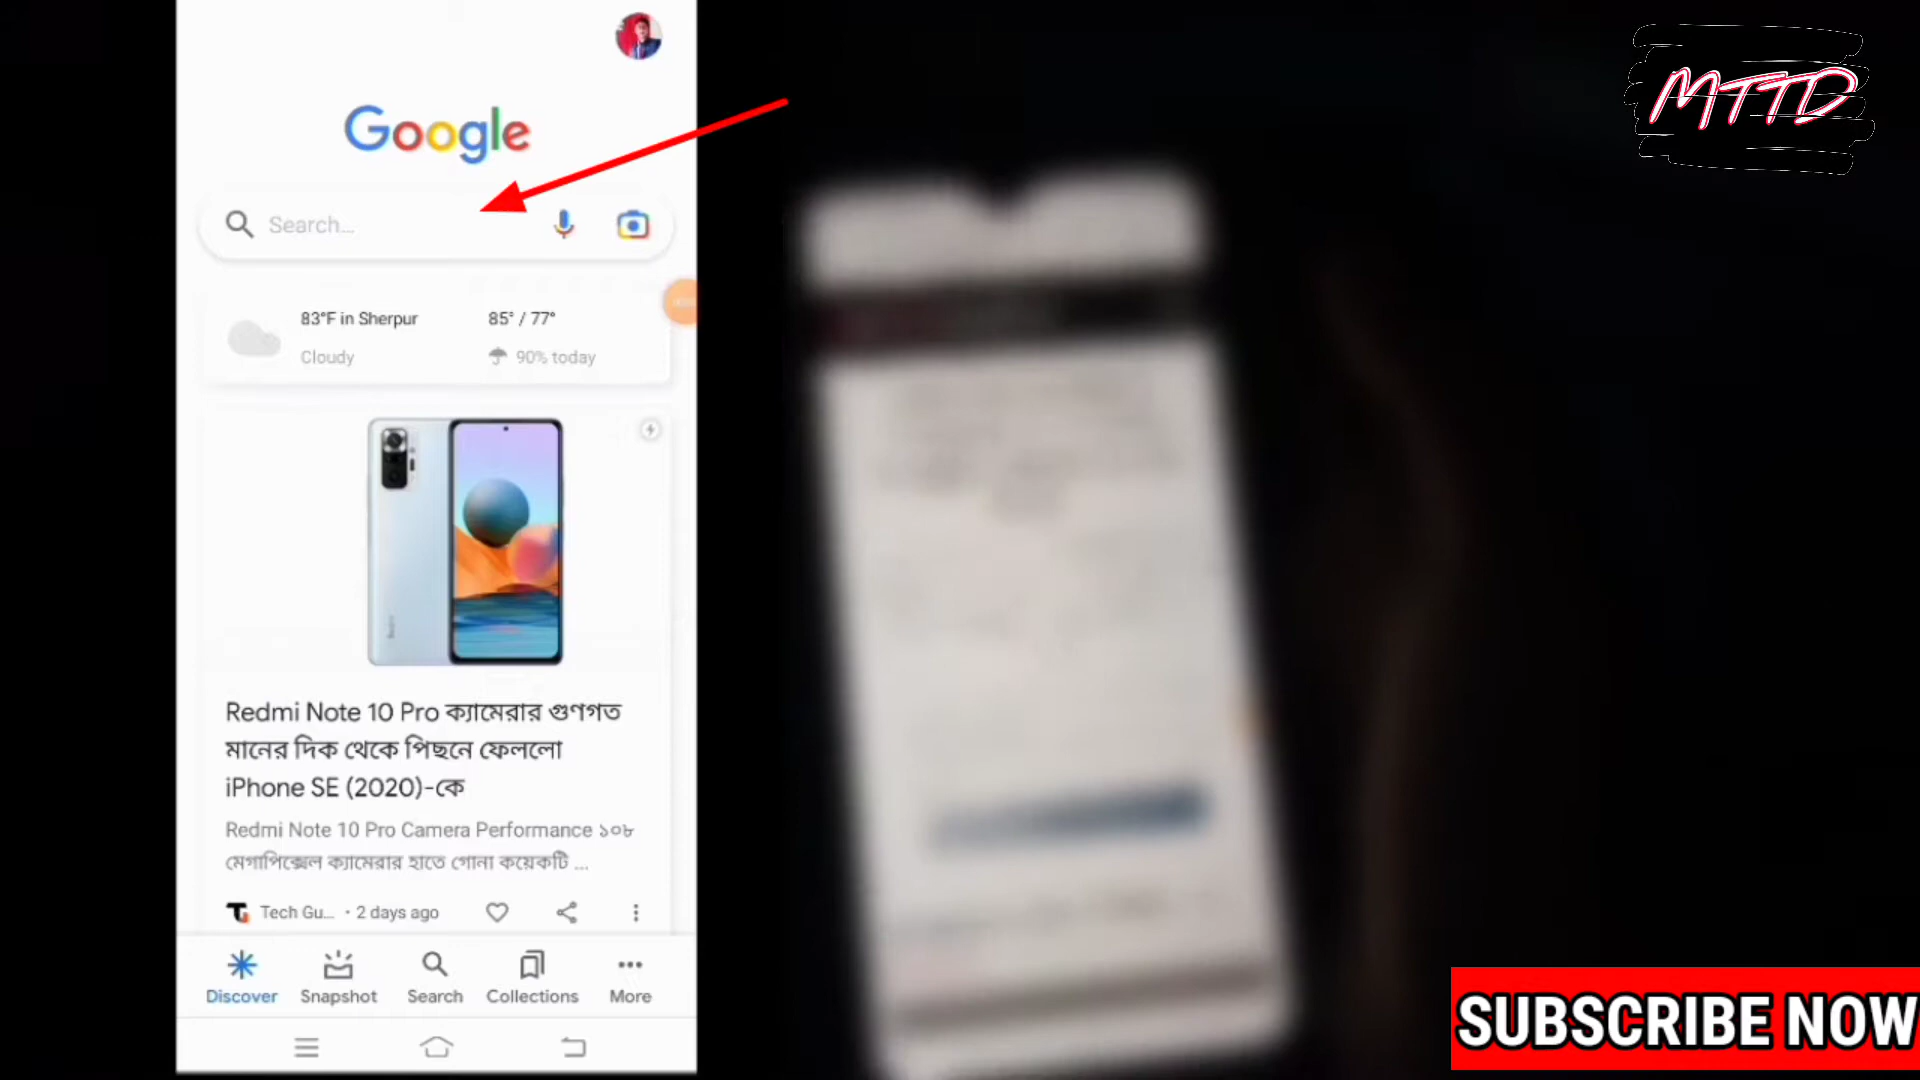 MTTD
Google
Search...
83°F in Sherpur
85° / 77°
Cloudy
90% today
Redmi Note 10 Pro ক্যামেরার গুণগত
মানের দিক থেকে পিছনে ফেললো
iPhone SE (2020)-কে
Redmi Note 10 Pro Camera Performance ১০৮
মেগাপিক্সেল ক্যামেরার হাতে গোনা কয়েকটি ...
Tech Gu... · 2 days ago
Discover
Snapshot
Search
Collections
More
SUBSCRIBE NOW